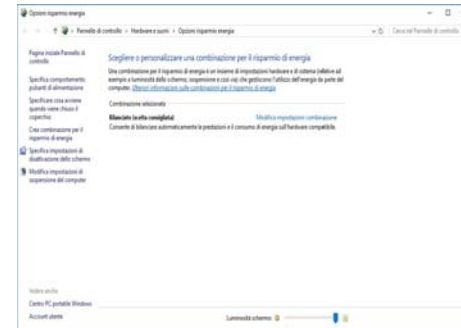 Opzioni risparmio energia
Pannello di controllo › Hardware e suoni › Opzioni risparmio energia
Cerca nel Pannello di controllo
Pagina iniziale Pannello di
controllo
Specifica comportamento
pulsanti di alimentazione
Specificare cosa avviene
quando viene chiuso il
coperchio
Crea combinazione per il
risparmio di energia
Specifica impostazioni di
disattivazione dello schermo
Modifica impostazioni di
sospensione del computer
Scegliere o personalizzare una combinazione per il risparmio di energia
Una combinazione per il risparmio di energia è un insieme di impostazioni hardware e di sistema (relative ad
esempio a luminosità dello schermo, sospensione e così via) che gestiscono l'utilizzo dell'energia da parte del
computer. Ulteriori informazioni sulle combinazioni per il risparmio di energia
Combinazione selezionata
Bilanciato (scelta consigliata)
Modifica impostazioni combinazione
Consente di bilanciare automaticamente le prestazioni e il consumo di energia sull'hardware compatibile.
Vedere anche
Centro PC portatile Windows
Account utente
Luminosità schermo: